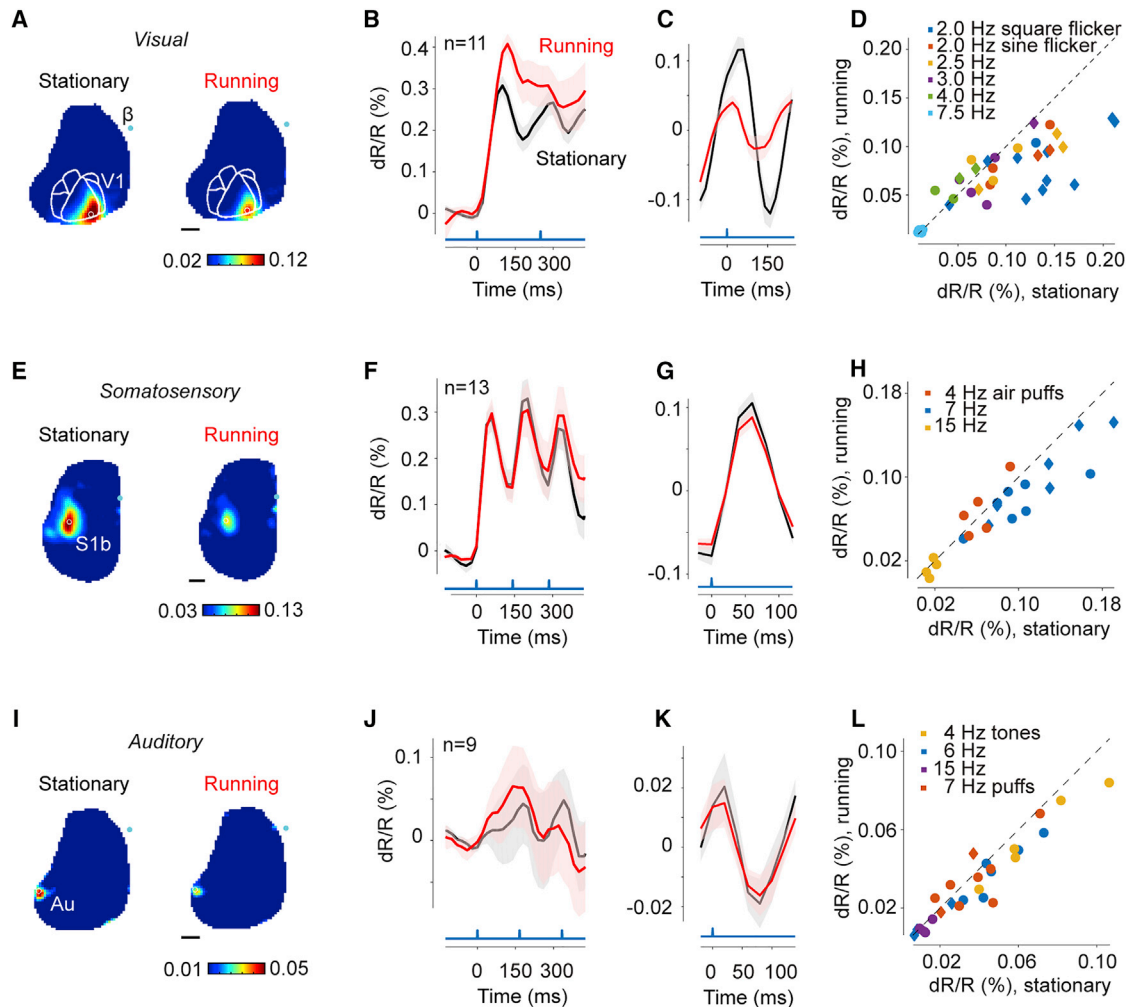 A
Visual
Stationary
Running
β
V1
0.02
0.12
B
n=11
Running
Stationary
dR/R (%)
0.4
0.3
0.2
0.1
0
0 150 300
Time (ms)
C
0.1
0
-0.1
0 150
Time (ms)
D
2.0 Hz square flicker
2.0 Hz sine flicker
2.5 Hz
3.0 Hz
4.0 Hz
7.5 Hz
dR/R (%), running
0.20
0.15
0.10
0.05
0.05 0.10 0.15 0.20
dR/R (%), stationary
E
Somatosensory
Stationary
Running
S1b
0.03
0.13
F
n=13
dR/R (%)
0.3
0.2
0.1
0
0 150 300
Time (ms)
G
0.1
0
-0.1
0 50 100
Time (ms)
H
4 Hz air puffs
7 Hz
15 Hz
dR/R (%), running
0.18
0.10
0.02
0.02 0.10 0.18
dR/R (%), stationary
I
Auditory
Stationary
Running
Au
0.01
0.05
J
n=9
dR/R (%)
0.1
0
0 150 300
Time (ms)
K
0.02
0
-0.02
0 50 100
Time (ms)
L
4 Hz tones
6 Hz
15 Hz
7 Hz puffs
dR/R (%), running
0.10
0.06
0.02
0.02 0.06 0.10
dR/R (%), stationary